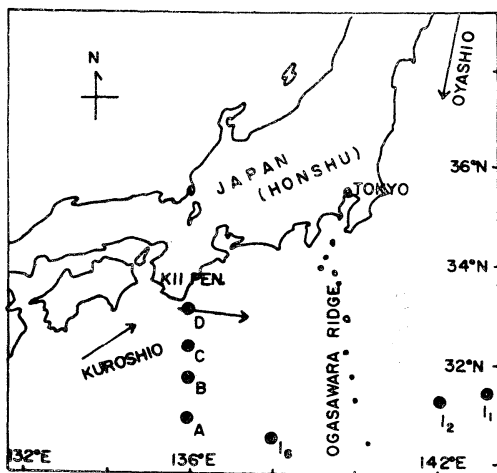 N
OYASHIO
JAPAN
(HONSHU)
36°N
TOKYO
34°N
KII PEN.
D
KUROSHIO
C
OGASAWARA RIDGE
32°N
B
A
I₆
I₂
I₁
132°E
136°E
142°E